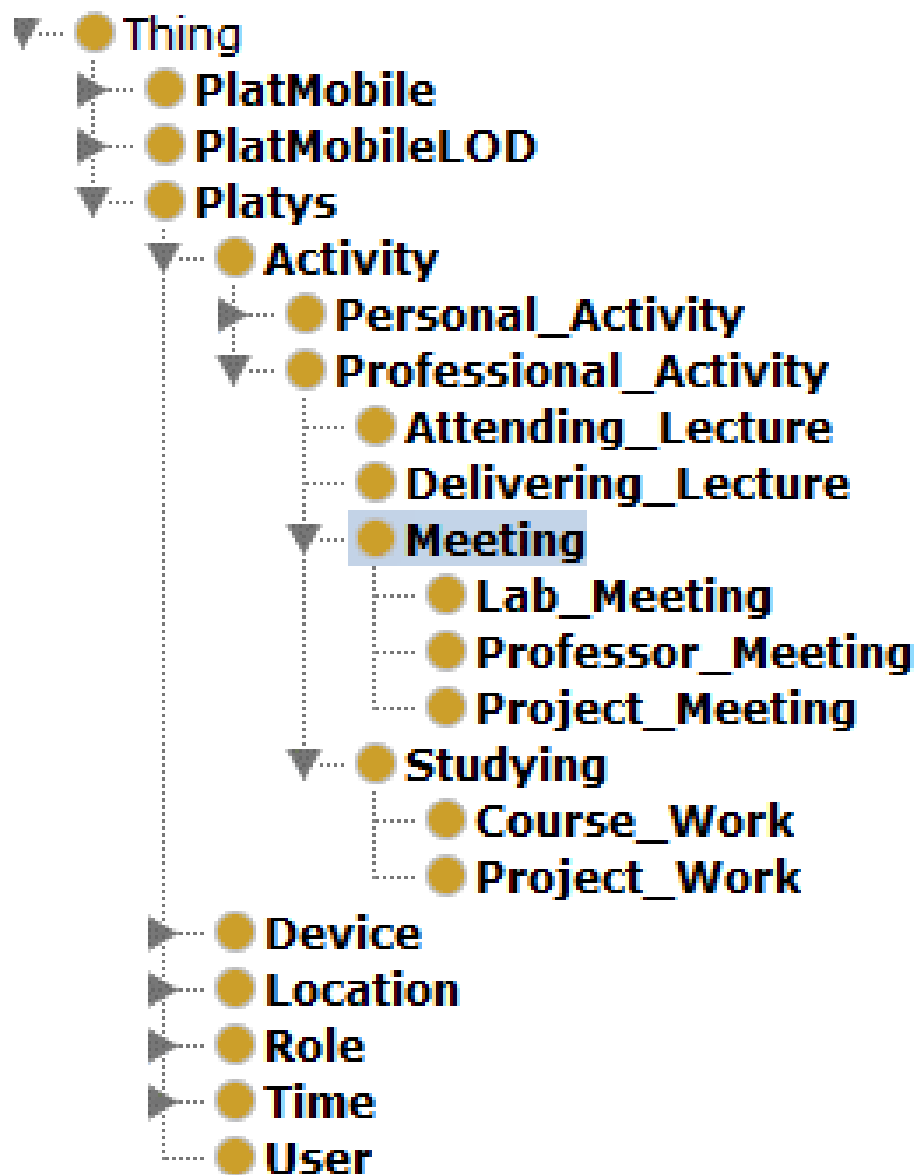 Thing
PlatMobile
PlatMobileLOD
Platys
Activity
Personal_Activity
Professional_Activity
Attending_Lecture
Delivering_Lecture
Meeting
Lab_Meeting
Professor_Meeting
Project_Meeting
Studying
Course_Work
Project_Work
Device
Location
Role
Time
User